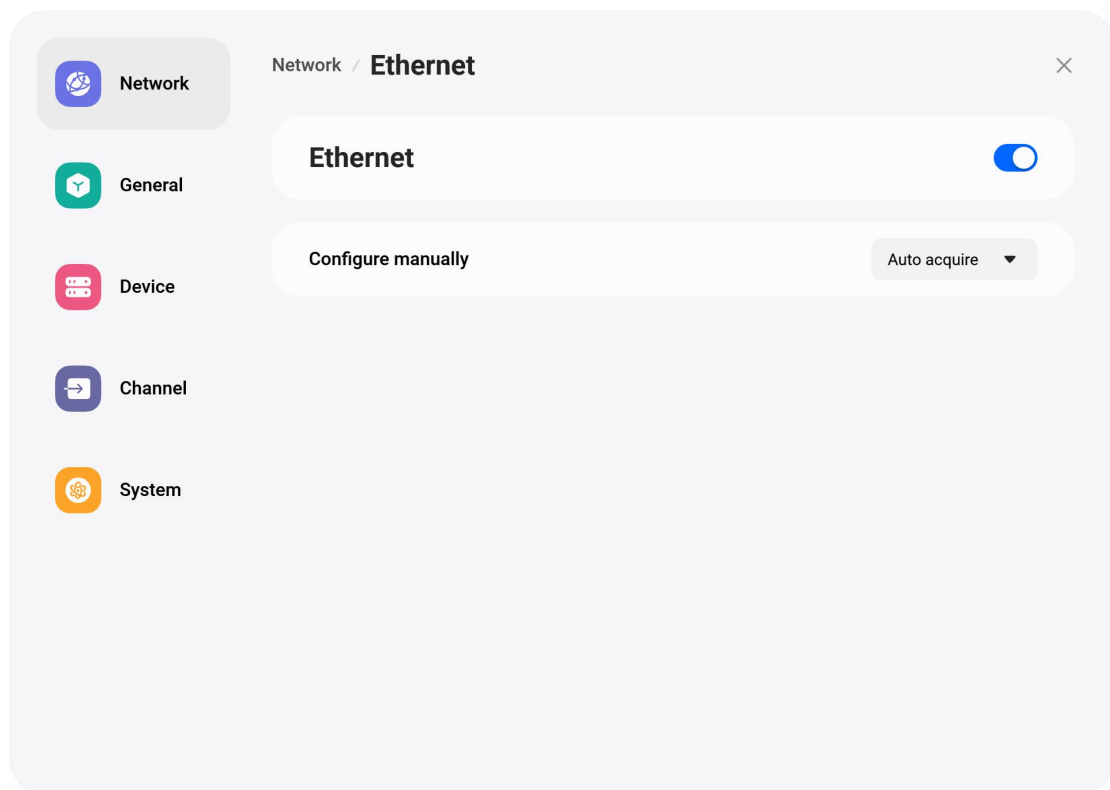 Network / Ethernet
Network
Ethernet
General
Configure manually Auto acquire
Device
Channel
System